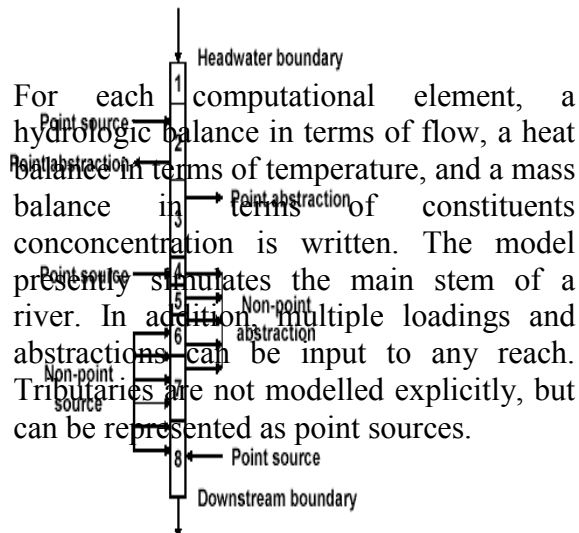 Headwater boundary
1
For each computational element, a
hydrologic balance in terms of flow, a heat
Point source
2
balance in terms of temperature, and a mass
Point abstraction
balance in terms of constituents
Point abstraction
3
conconcentration is written. The model
presently simulates the main stem of a
Point source
4
river. In addition, multiple loadings and
5
Non-point
abstraction
6
abstractions can be input to any reach.
Non-point
source
7
Tributaries are not modelled explicitly, but
can be represented as point sources.
8
Point source
Downstream boundary